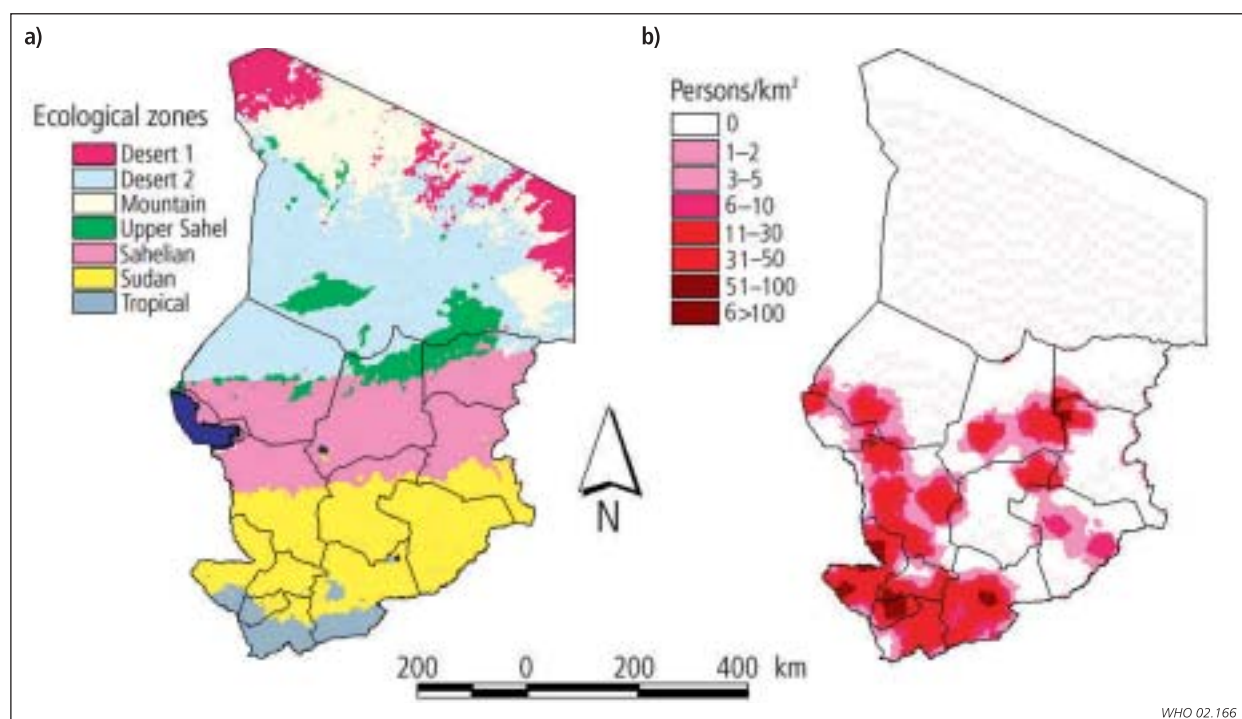 a)
Ecological zones
Desert 1
Desert 2
Mountain
Upper Sahel
Sahelian
Sudan
Tropical
b)
Persons/km²
0
1–2
3–5
6–10
11–30
31–50
51–100
6>100
N
200 0 200 400 km
WHO 02.166